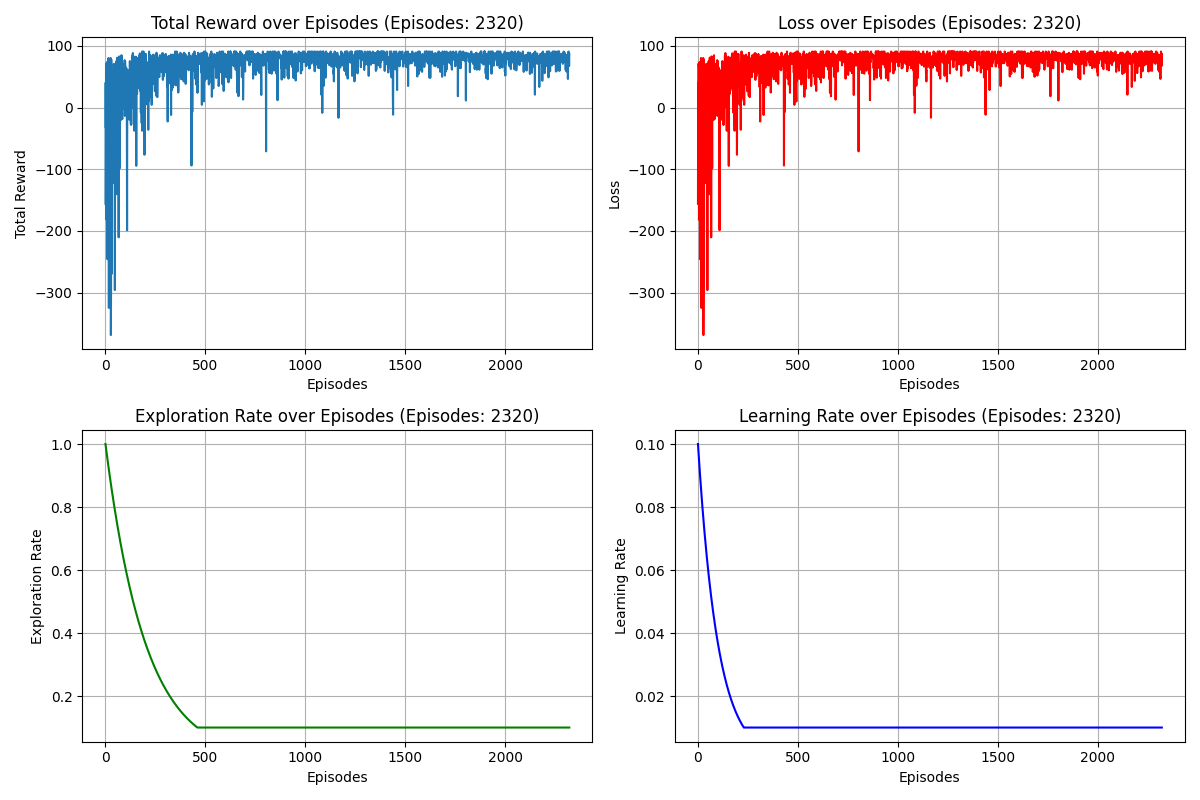 Total Reward over Episodes (Episodes: 2320)
Total Reward
100
0
−100
−200
−300
0 500 1000 1500 2000
Episodes
Loss over Episodes (Episodes: 2320)
Loss
100
0
−100
−200
−300
0 500 1000 1500 2000
Episodes
Exploration Rate over Episodes (Episodes: 2320)
Exploration Rate
1.0
0.8
0.6
0.4
0.2
0 500 1000 1500 2000
Episodes
Learning Rate over Episodes (Episodes: 2320)
Learning Rate
0.10
0.08
0.06
0.04
0.02
0 500 1000 1500 2000
Episodes